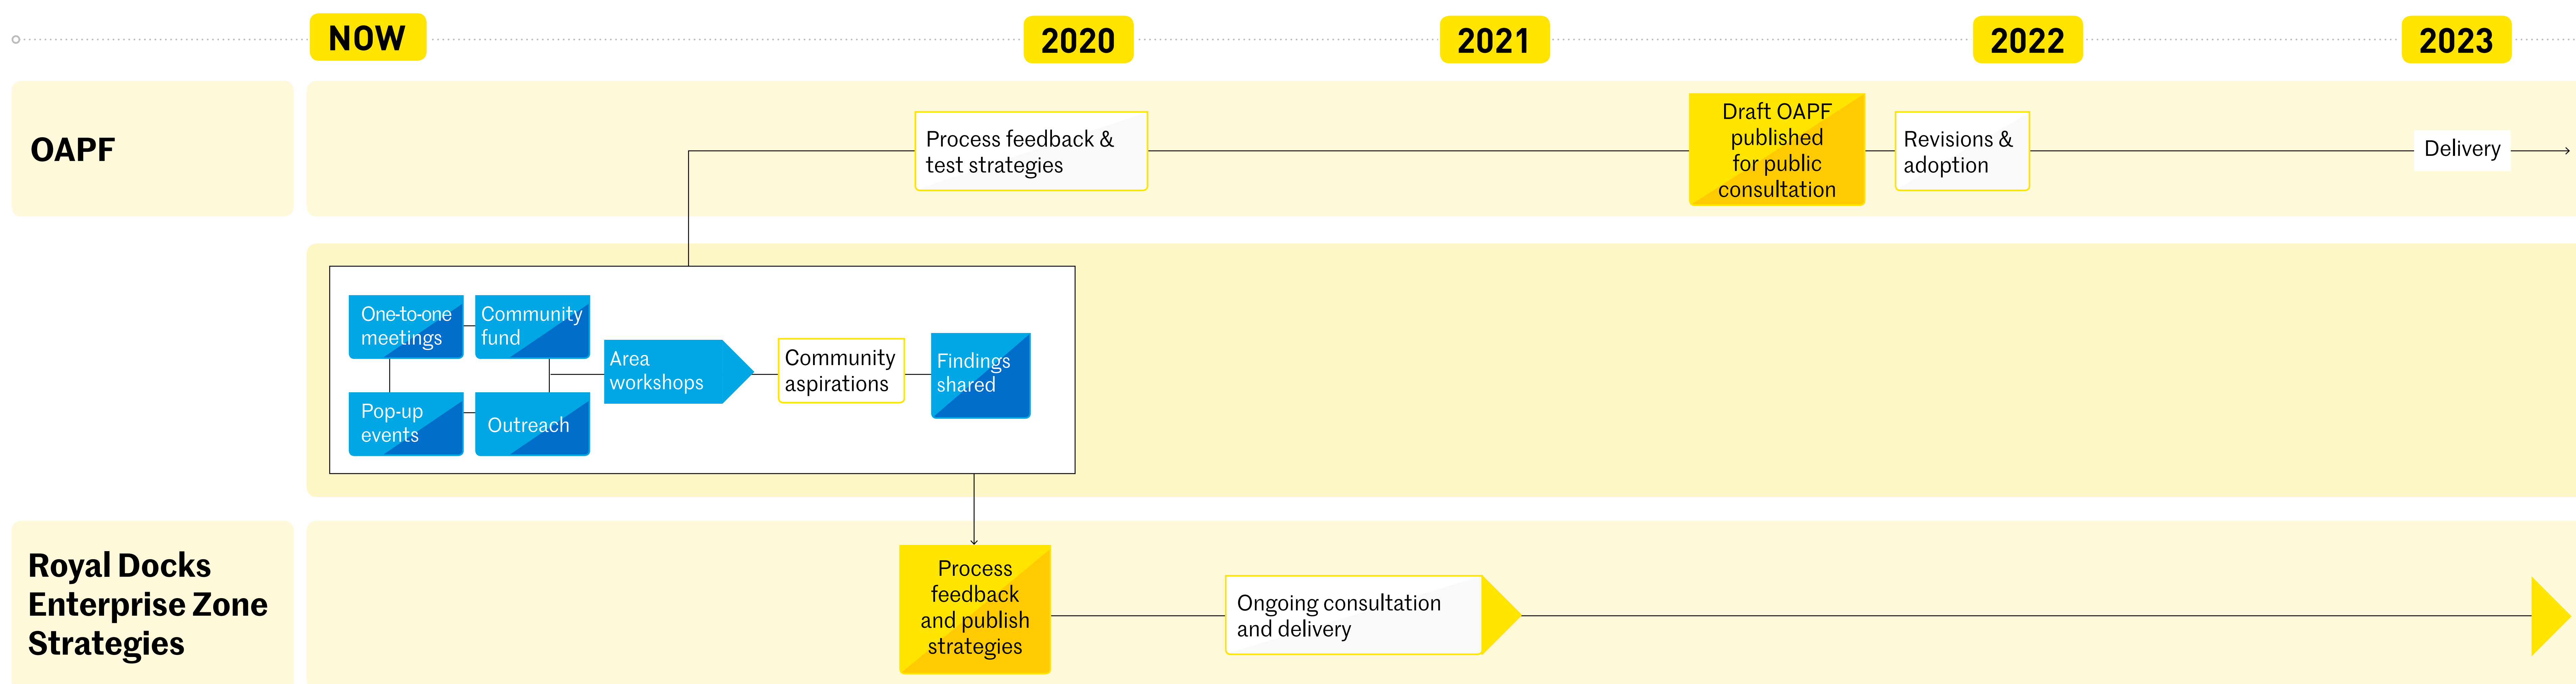 NOW
2020
2021
2022
2023
OAPF
Process feedback &
test strategies
Draft OAPF
published
for public
consultation
Revisions &
adoption
Delivery
One-to-one
meetings
Community
fund
Pop-up
events
Outreach
Area
workshops
Community
aspirations
Findings
shared
Royal Docks
Enterprise Zone
Strategies
Process
feedback
and publish
strategies
Ongoing consultation
and delivery